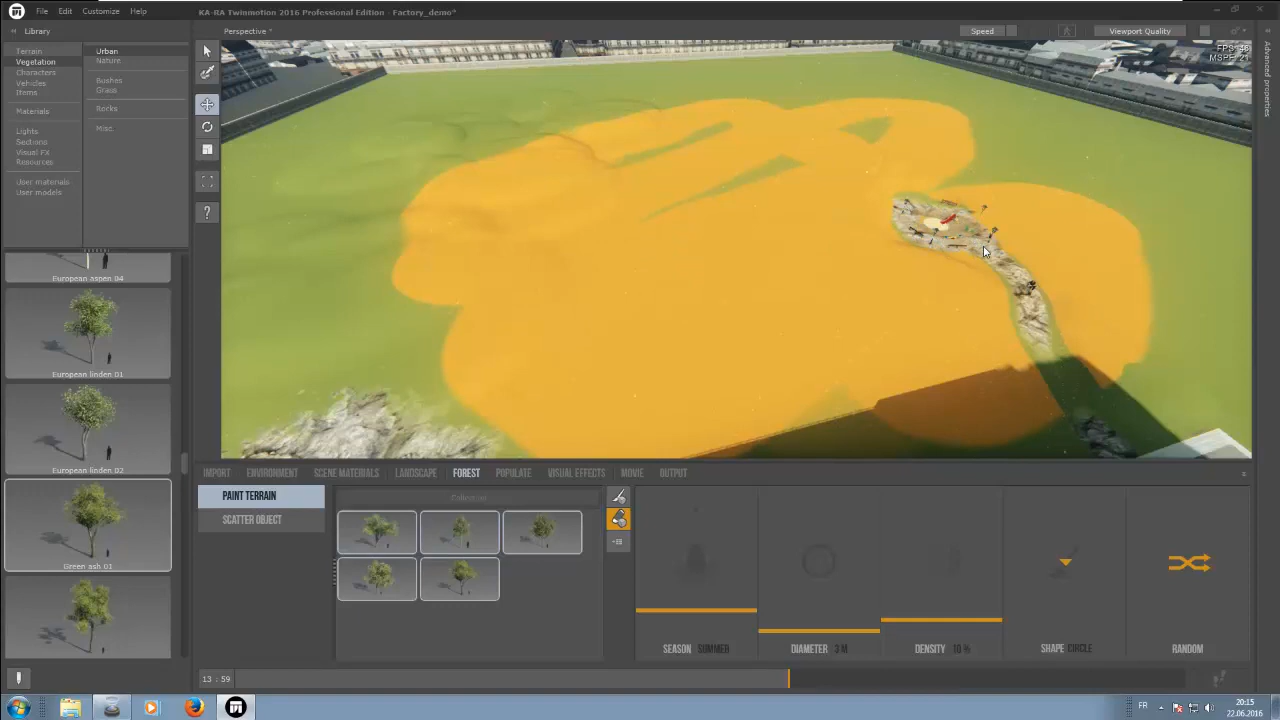 File Edit Customize Help
KA-RA Twinmotion 2016 Professional Edition - Factory_demo*
Library
Perspective *
Speed
Viewport Quality
Terrain
Vegetation
Characters
Vehicles
Items
Materials
Lights
Sections
Visual FX
Resources
User materials
User models
Urban
Nature
Bushes
Grass
Rocks
Misc.
Advanced properties
European aspen 04
European linden 01
European linden 02
Green ash 01
IMPORT ENVIRONMENT SCENE MATERIALS LANDSCAPE FOREST POPULATE VISUAL EFFECTS MOVIE OUTPUT
PAINT TERRAIN
SCATTER OBJECT
SEASON SUMMER
DIAMETER 3 M
DENSITY 10 %
SHAPE CIRCLE
RANDOM
13 : 59
FR
20:15
22.06.2016